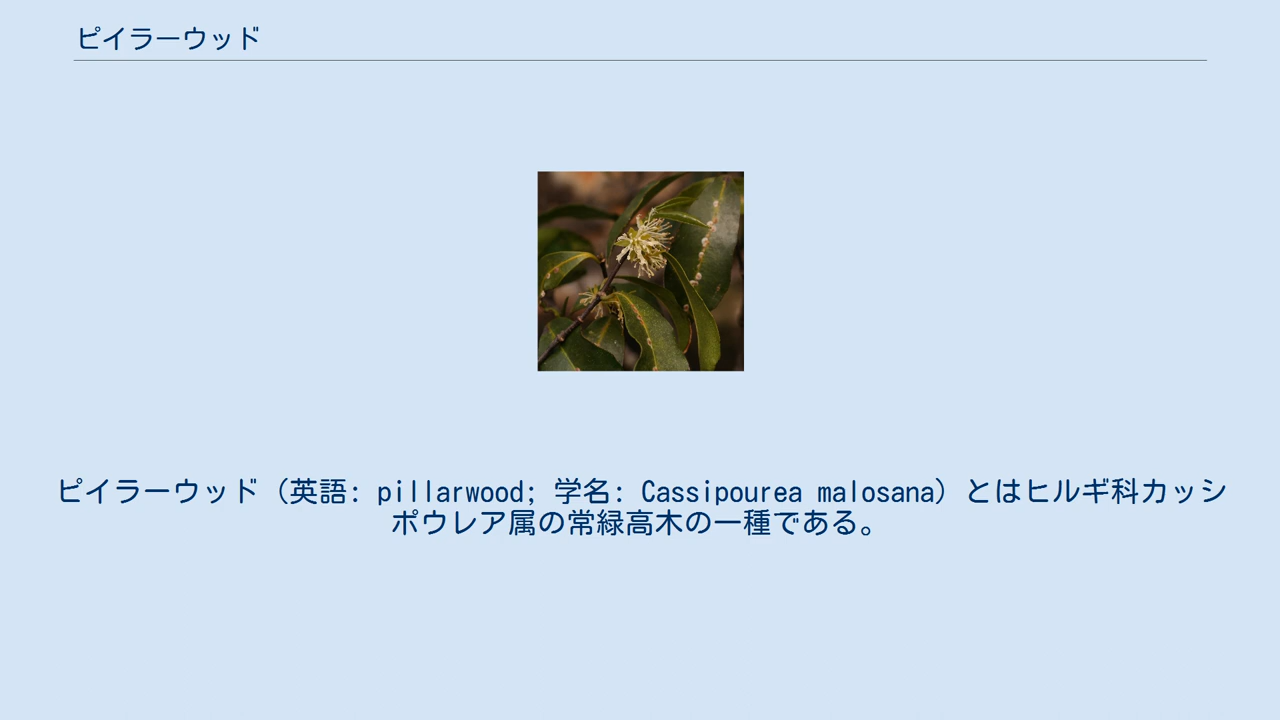 ピイラーウッド
ピイラーウッド（英語: pillarwood; 学名: Cassipourea malosana）とはヒルギ科カッシ
ポウレア属の常緑高木の一種である。